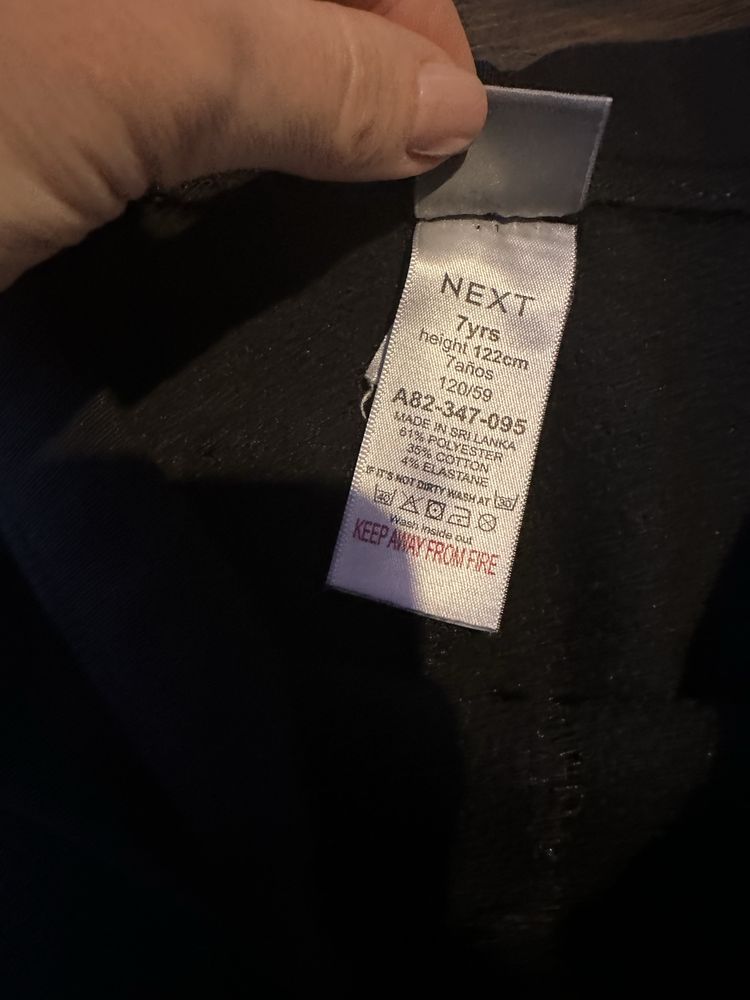 NEXT
7yrs
height 122cm
7años
120/59
A82-347-095
MADE IN SRI LANKA
61% POLYESTER
35% COTTON
4% ELASTANE
IF IT'S NOT DIRTY WASH AT 30
40
Wash inside out
KEEP AWAY FROM FIRE